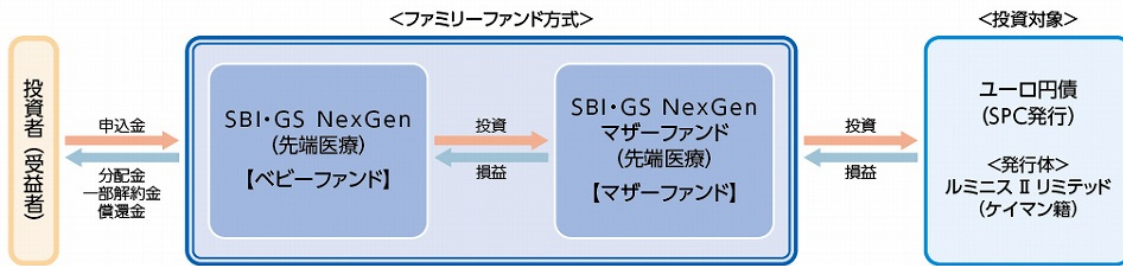 <ファミリーファンド方式>
<投資対象>
投資者（受益者）
申込金
分配金
一部解約金
償還金
SBI・GS NexGen
(先端医療)
【ベビーファンド】
投資
損益
SBI・GS NexGen
マザーファンド
(先端医療)
【マザーファンド】
投資
損益
ユーロ円債
(SPC発行)
<発行体>
ルミニス Ⅱ リミテッド
(ケイマン籍)